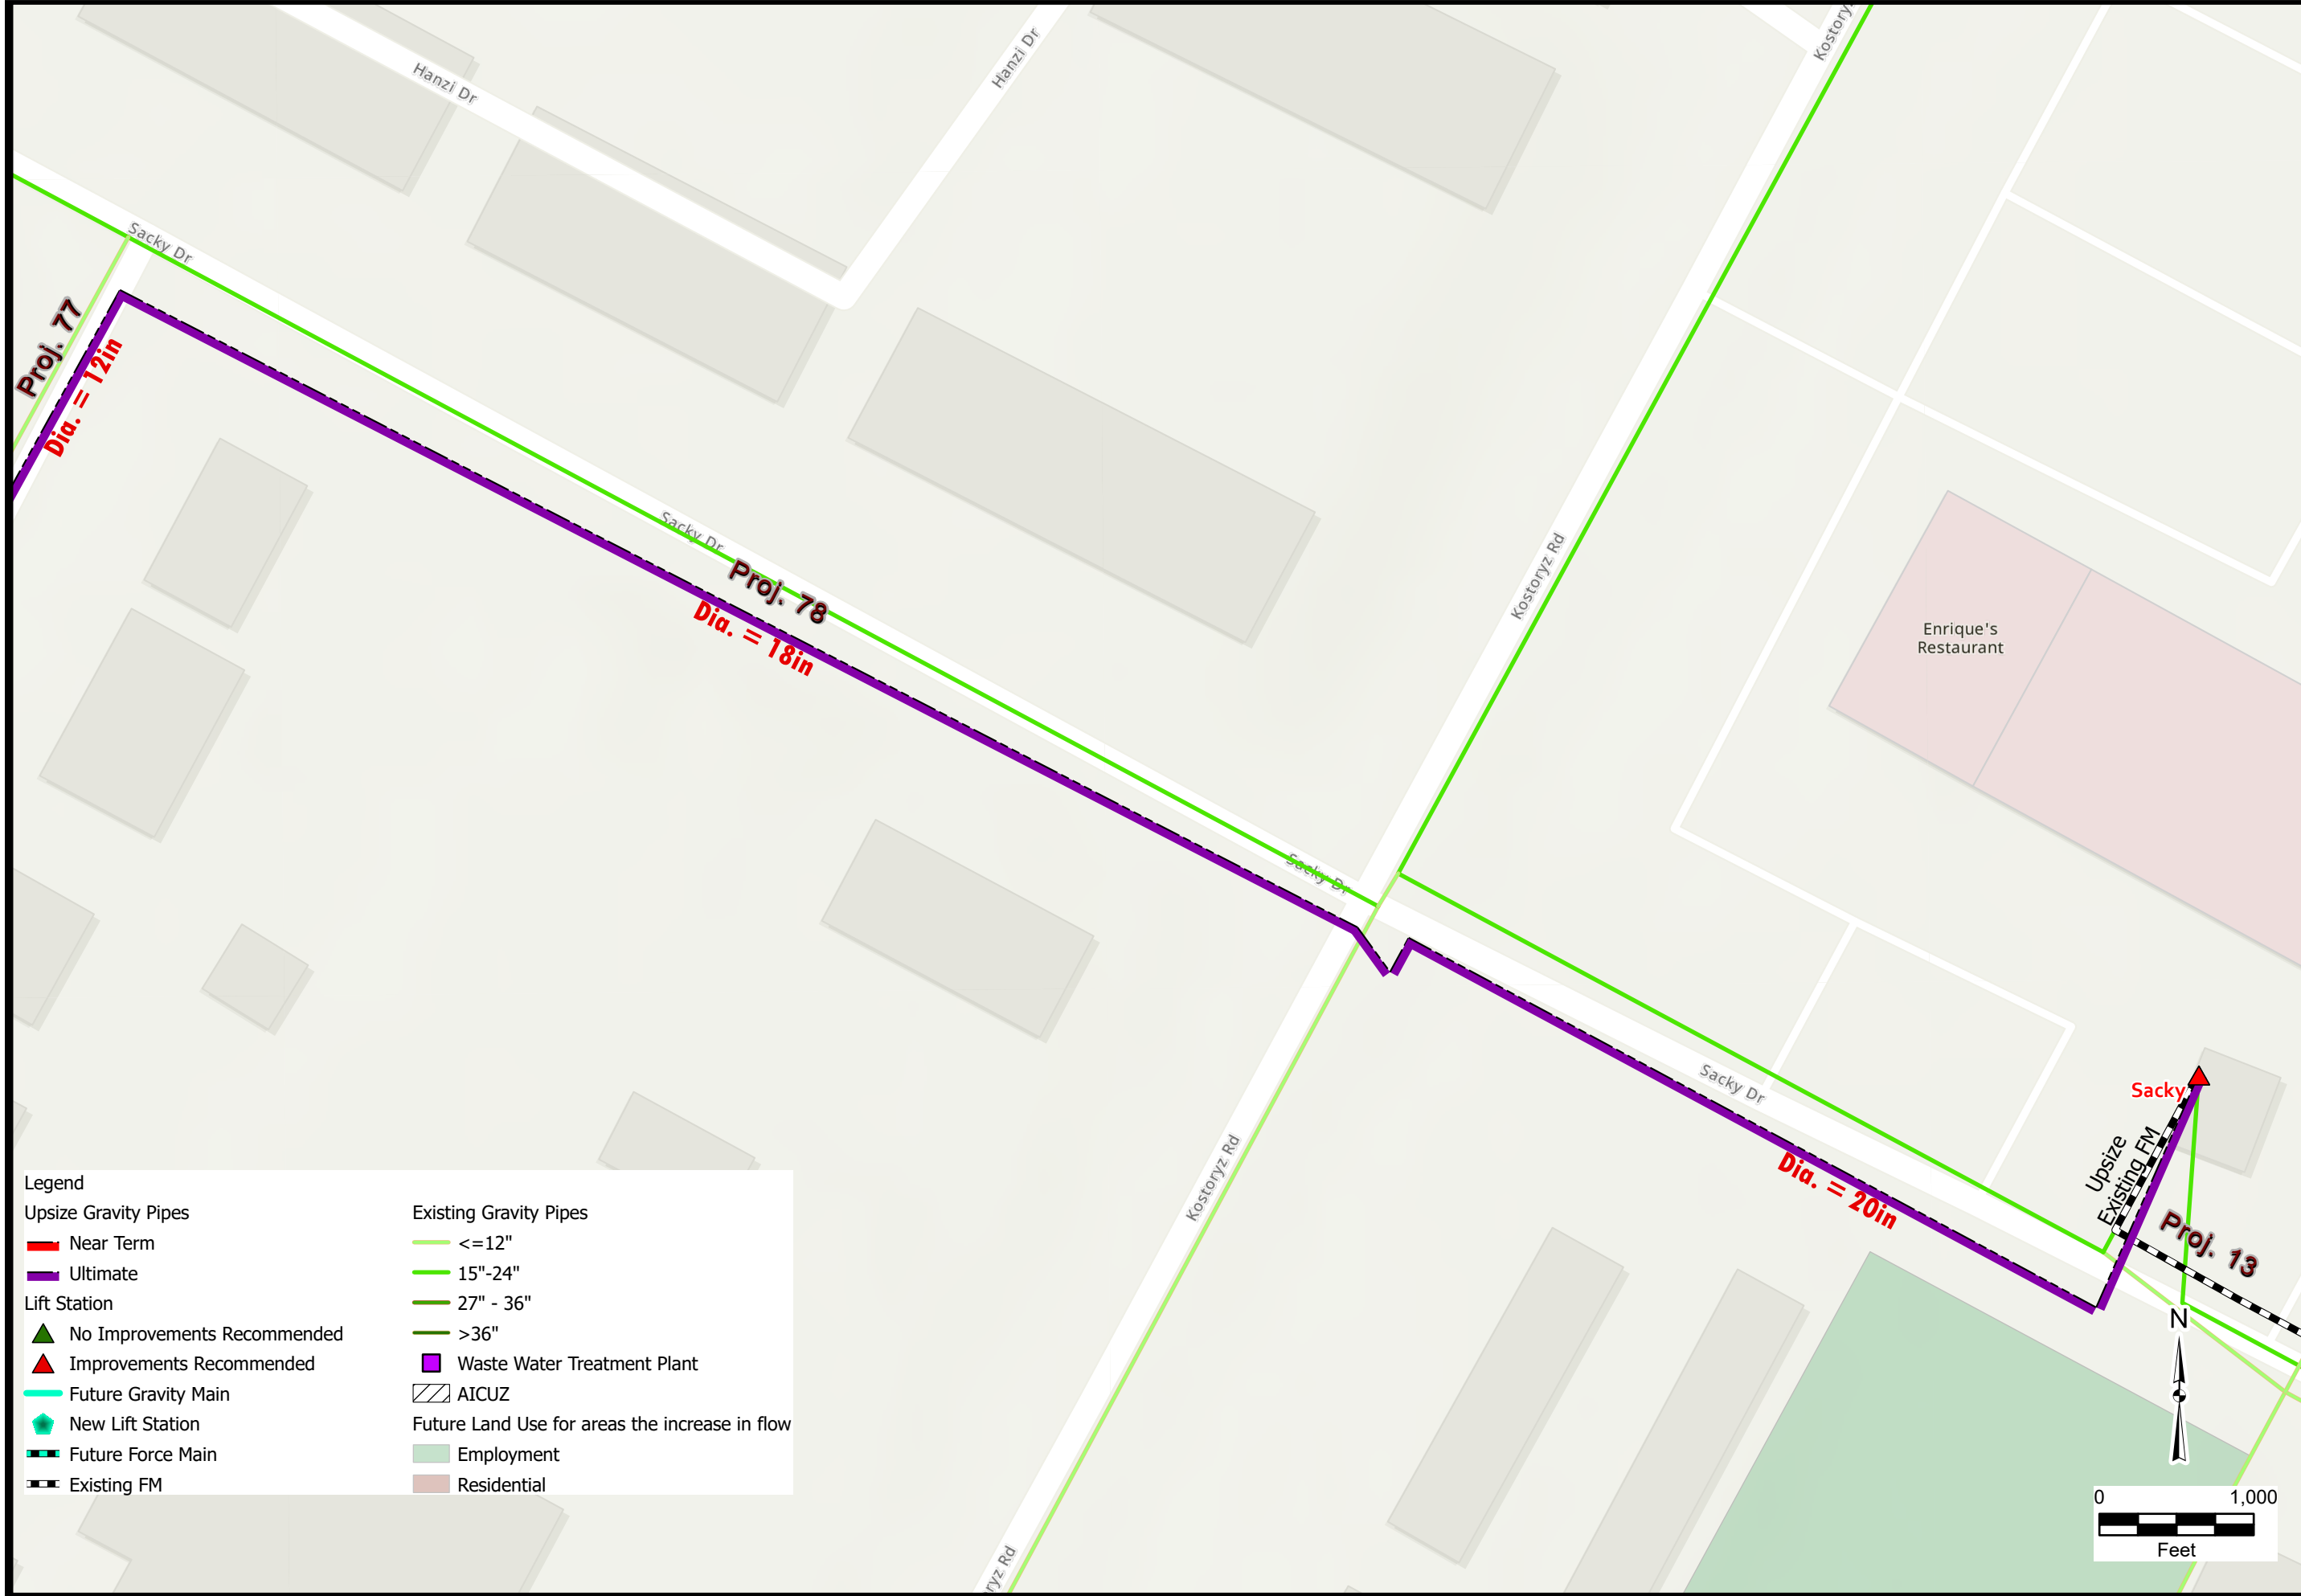 Kostoryz
Hanzi Dr
Hanzi Dr
Sacky Dr
Proj. 77
Dia. = 12in
Sacky Dr
Proj. 78
Dia. = 18in
Kostoryz Rd
Enrique's
Restaurant
Sacky Dr
Sacky Dr
Sacky
Upsize
Existing FM
Dia. = 20in
Proj. 13
Kostoryz Rd
ryz Rd
Legend
Upsize Gravity Pipes
Near Term
Ultimate
Lift Station
No Improvements Recommended
Improvements Recommended
Future Gravity Main
New Lift Station
Future Force Main
Existing FM
Existing Gravity Pipes
<=12"
15"-24"
27" - 36"
>36"
Waste Water Treatment Plant
AICUZ
Future Land Use for areas the increase in flow
Employment
Residential
N
0 1,000
Feet